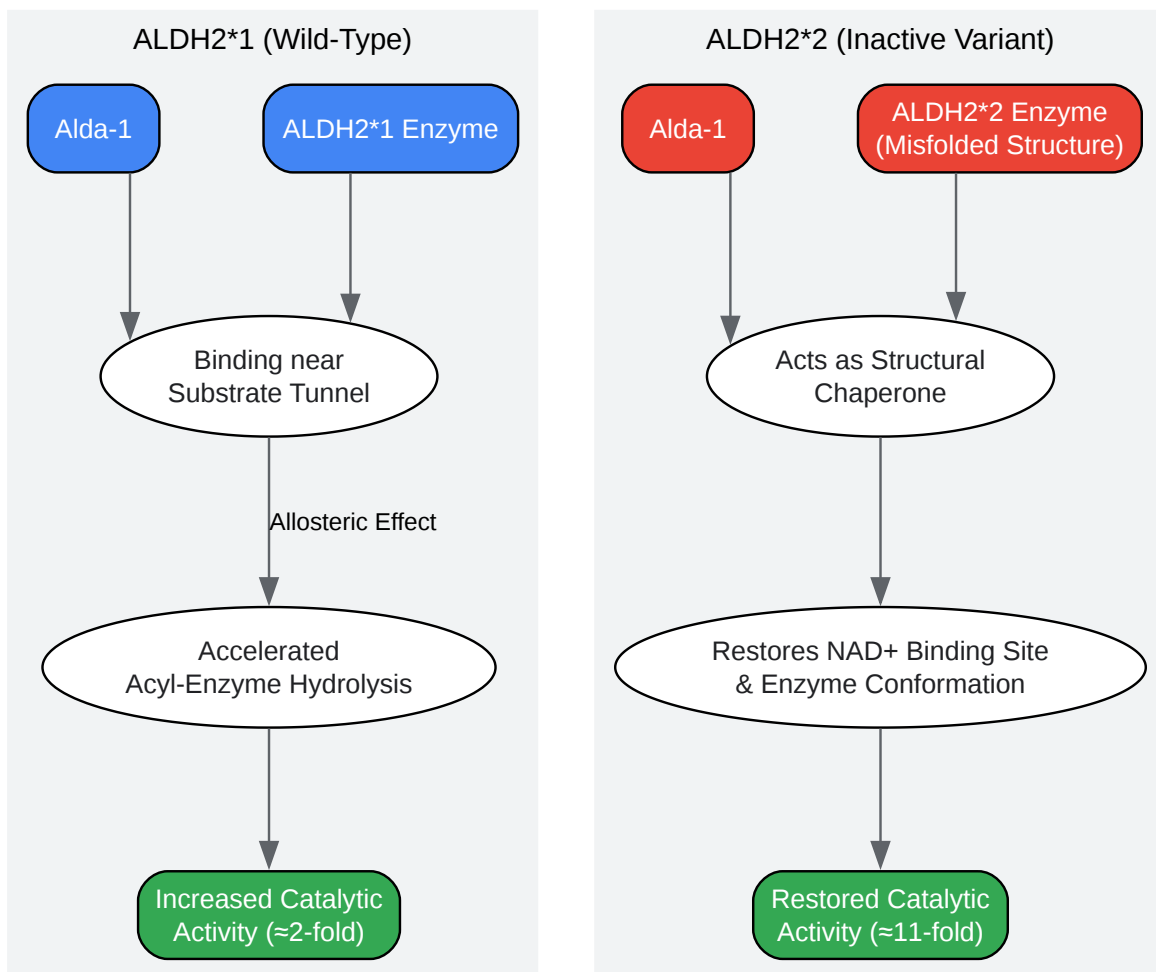 ALDH2*1 (Wild-Type)
Alda-1
ALDH2*1 Enzyme
Binding near
Substrate Tunnel
Allosteric Effect
Accelerated
Acyl-Enzyme Hydrolysis
Increased Catalytic
Activity (≈2-fold)
ALDH2*2 (Inactive Variant)
Alda-1
ALDH2*2 Enzyme
(Misfolded Structure)
Acts as Structural
Chaperone
Restores NAD+ Binding Site
& Enzyme Conformation
Restored Catalytic
Activity (≈11-fold)